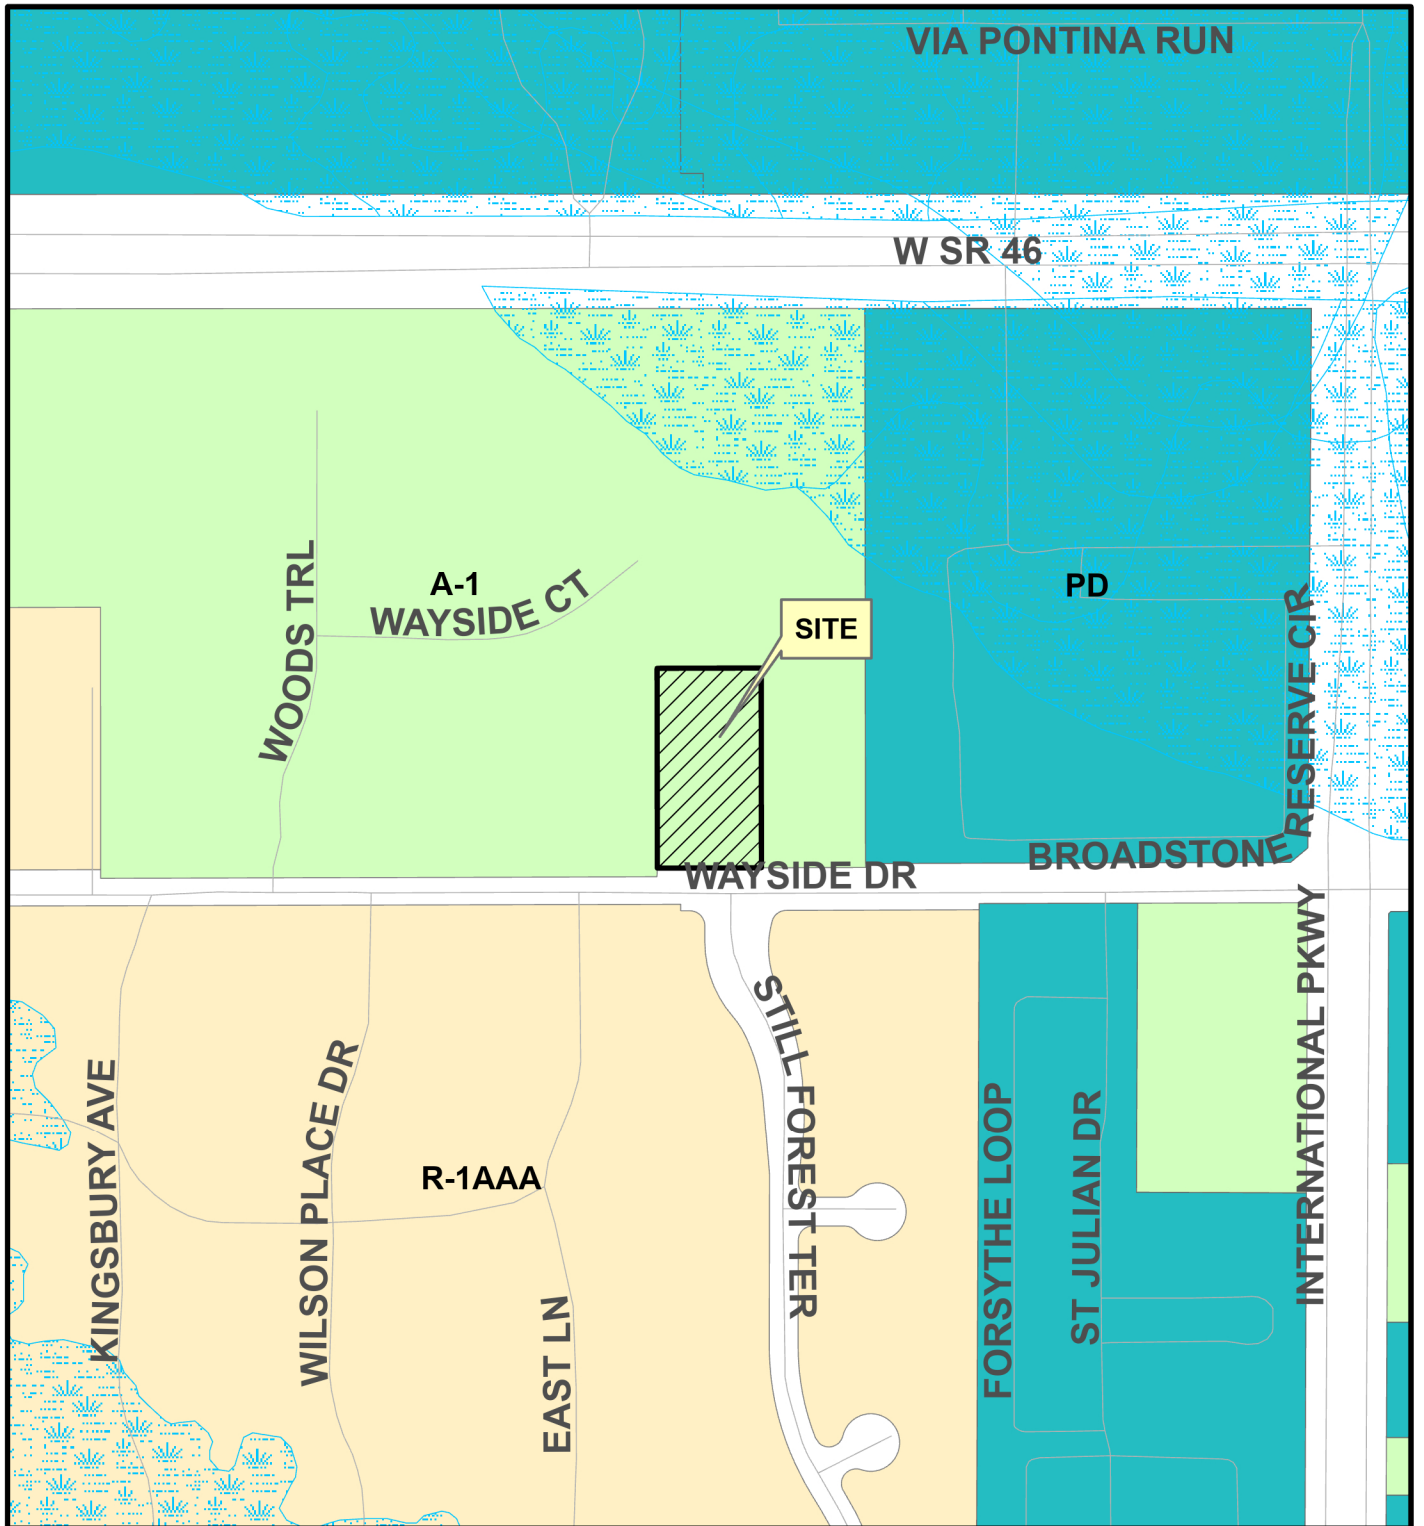 VIA PONTINA RUN
W SR 46
WOODS TRL
A-1
WAYSIDE CT
PD
SITE
RESERVE CIR
BROADSTONE
WAYSIDE DR
INTERNATIONAL PKWY
STILL FOREST TER
KINGSBURY AVE
WILSON PLACE DR
R-1AAA
EAST LN
FORSYTHE LOOP
ST JULIAN DR